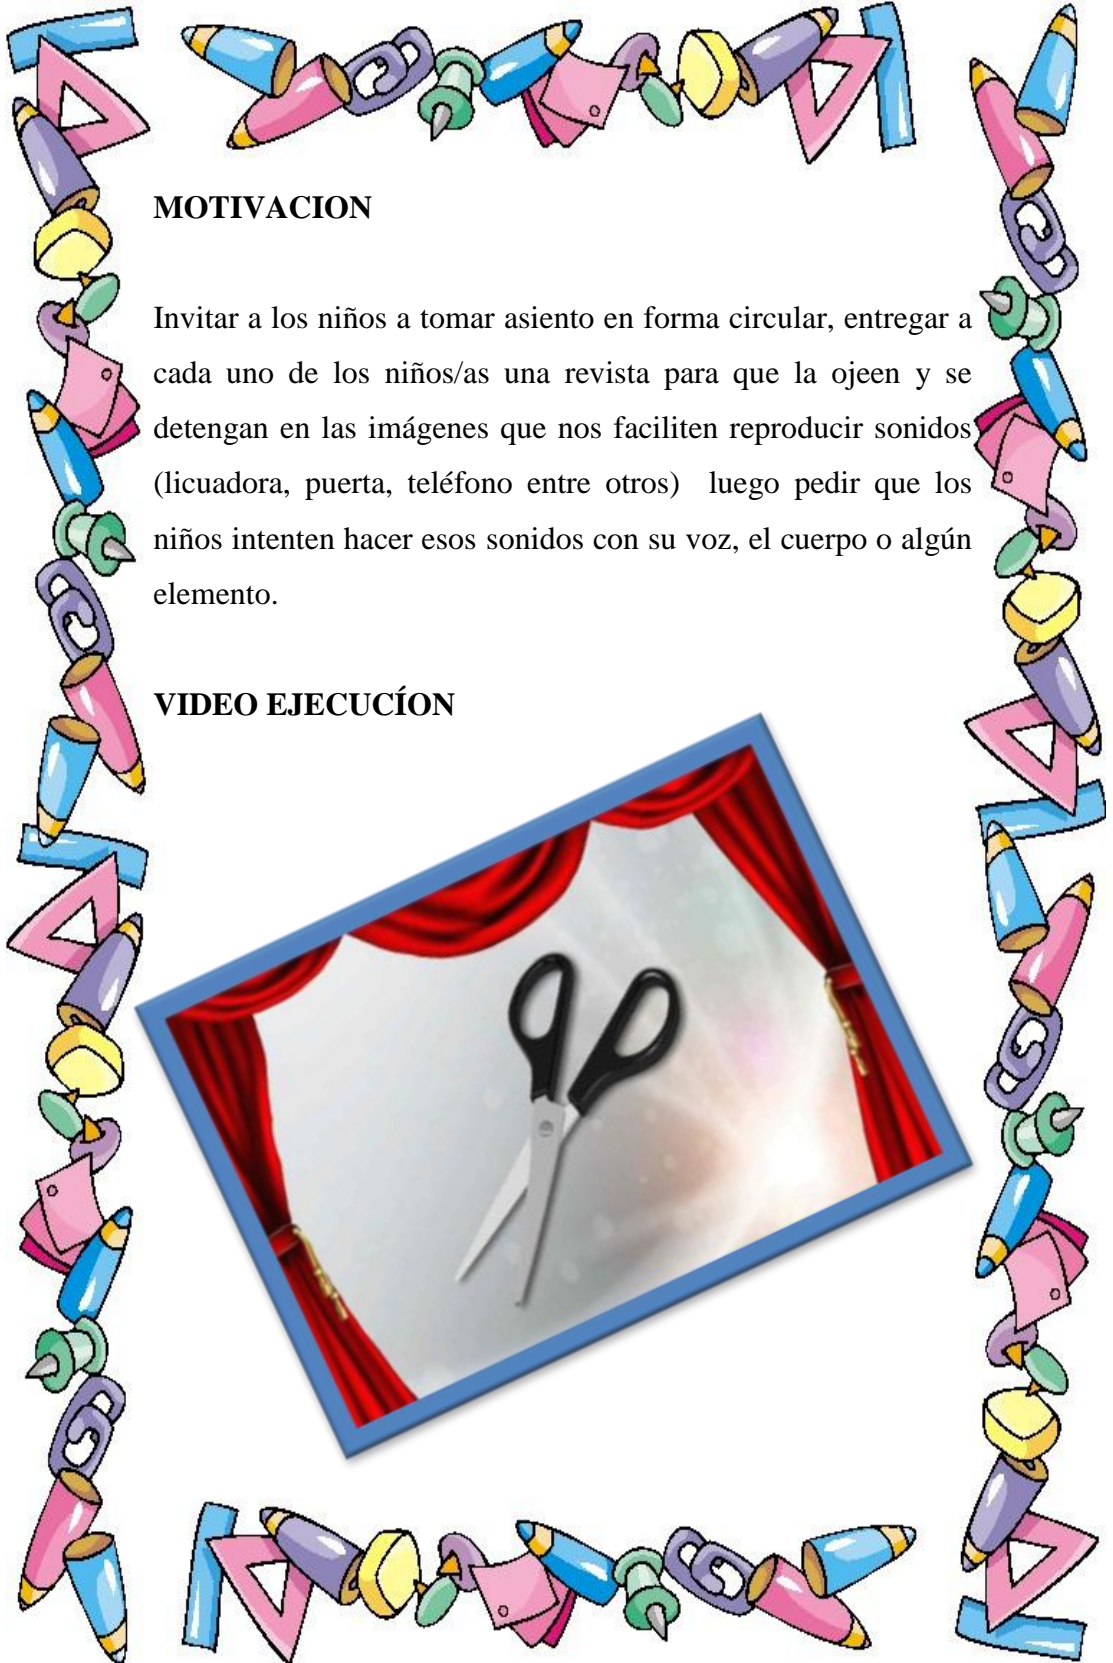 MOTIVACION
Invitar a los niños a tomar asiento en forma circular, entregar a
cada uno de los niños/as una revista para que la ojeen y se
detengan en las imágenes que nos faciliten reproducir sonidos
(licuadora, puerta, teléfono entre otros)  luego pedir que los
niños intenten hacer esos sonidos con su voz, el cuerpo o algún
elemento.
VIDEO EJECUCÍON